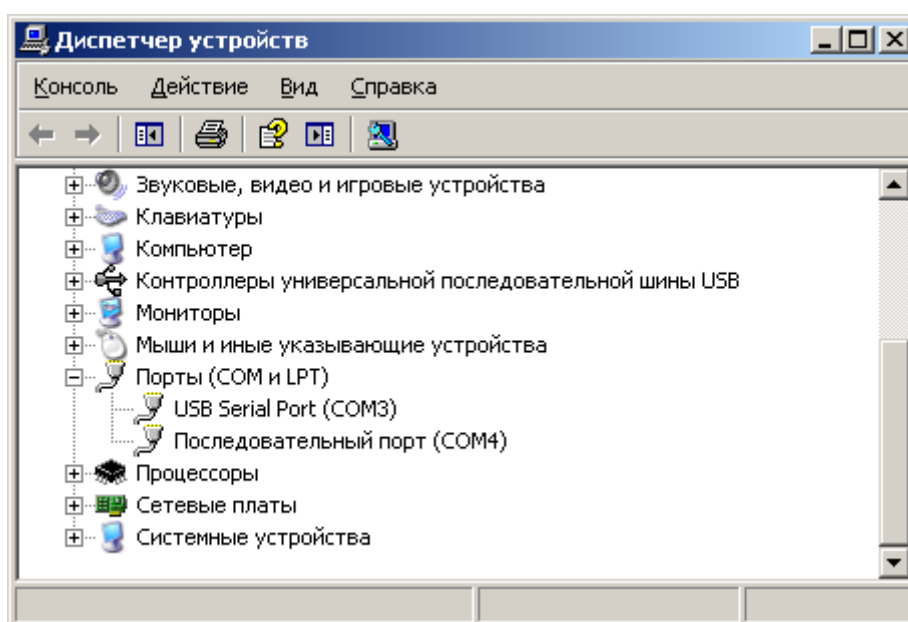 Диспетчер устройств
Консоль Действие Вид Справка
Звуковые, видео и игровые устройства
Клавиатуры
Компьютер
Контроллеры универсальной последовательной шины USB
Мониторы
Мыши и иные указывающие устройства
Порты (COM и LPT)
USB Serial Port (COM3)
Последовательный порт (COM4)
Процессоры
Сетевые платы
Системные устройства